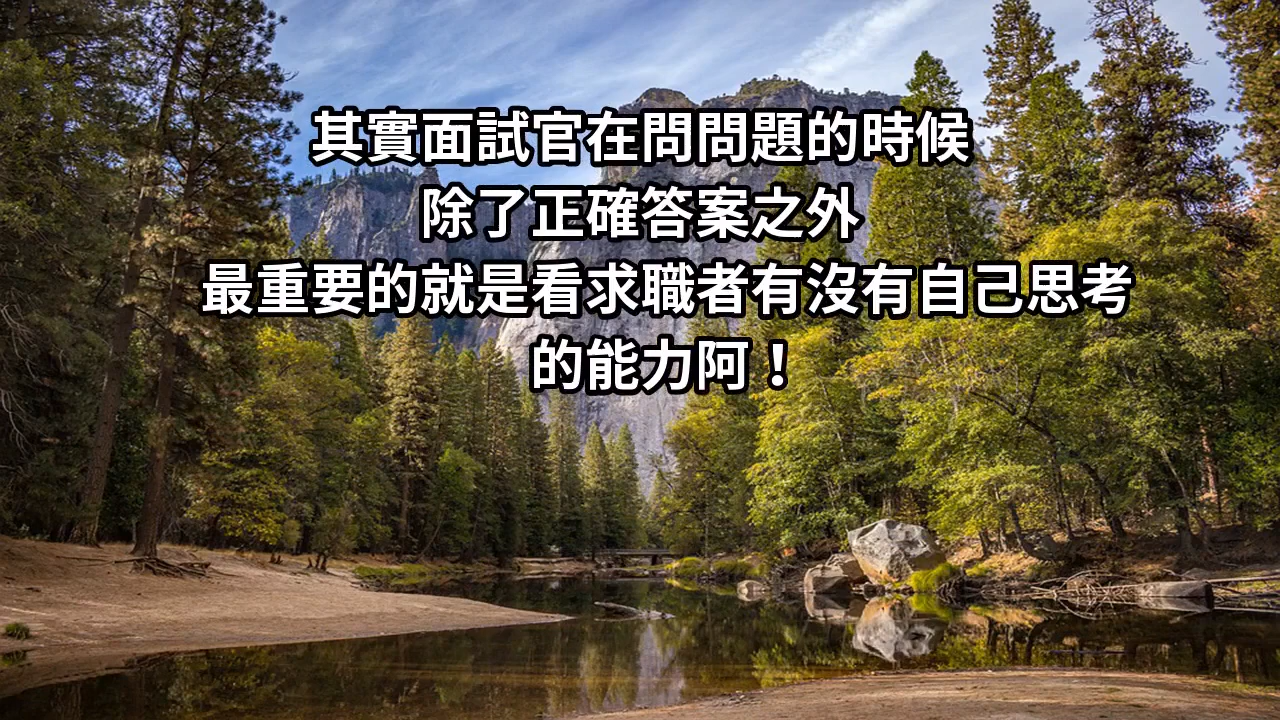 其實面試官在問問題的時候
除了正確答案之外
最重要的就是看求職者有沒有自己思考
的能力阿！